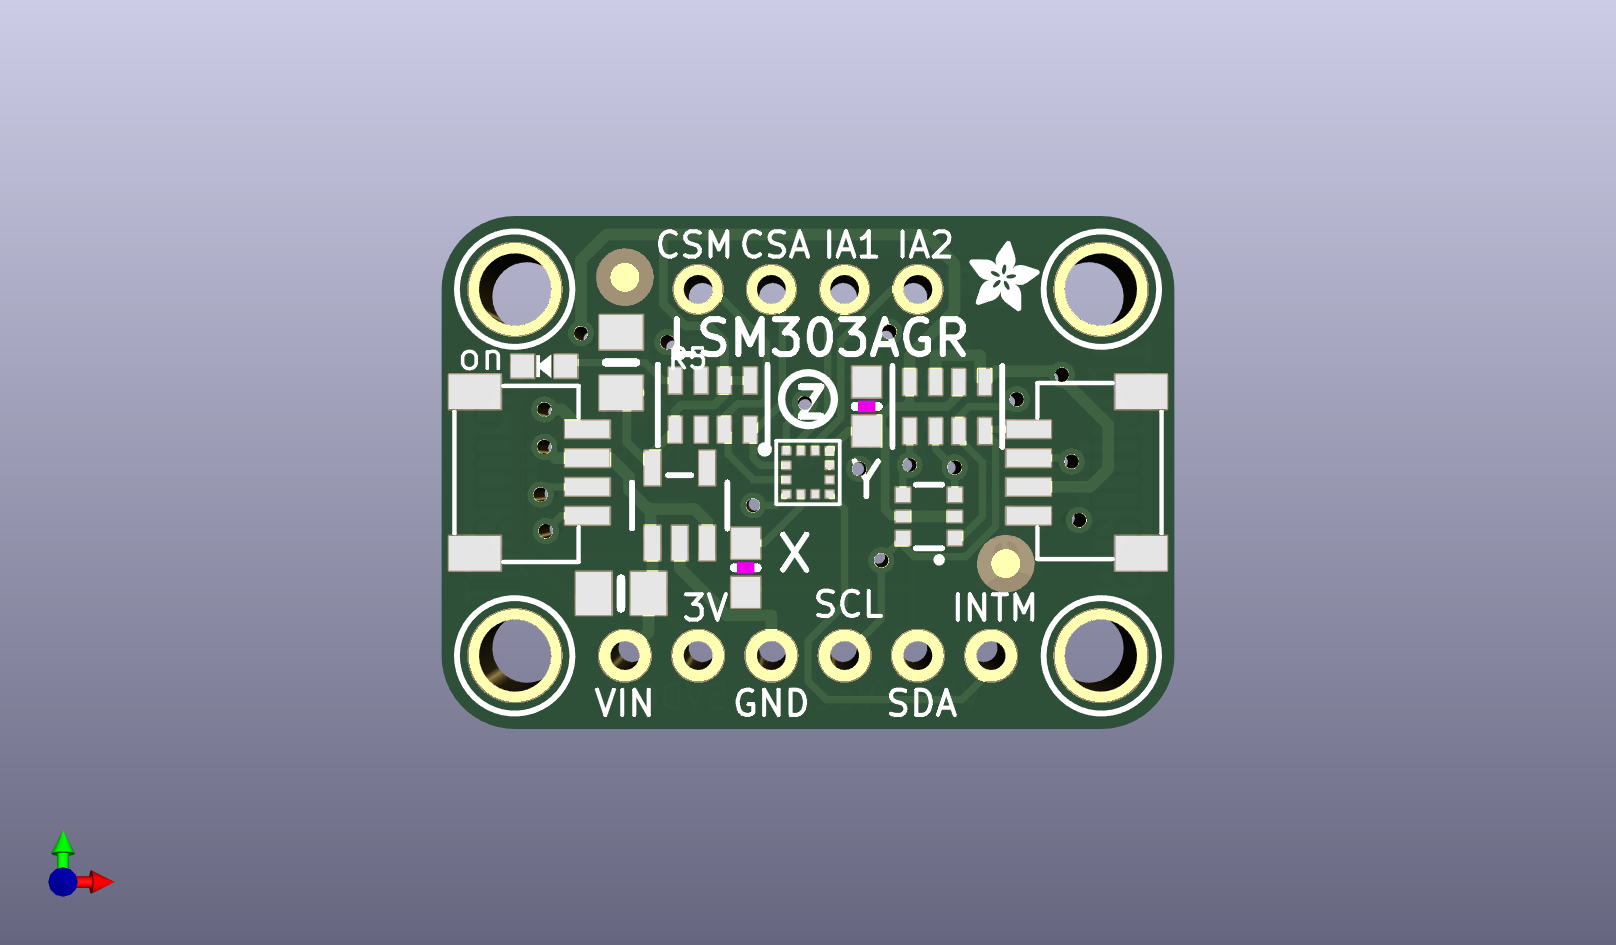 CSM CSA IA1 IA2
LSM303AGR
on
R5
Z
Y
X
3V SCL INTM
VIN GND SDA